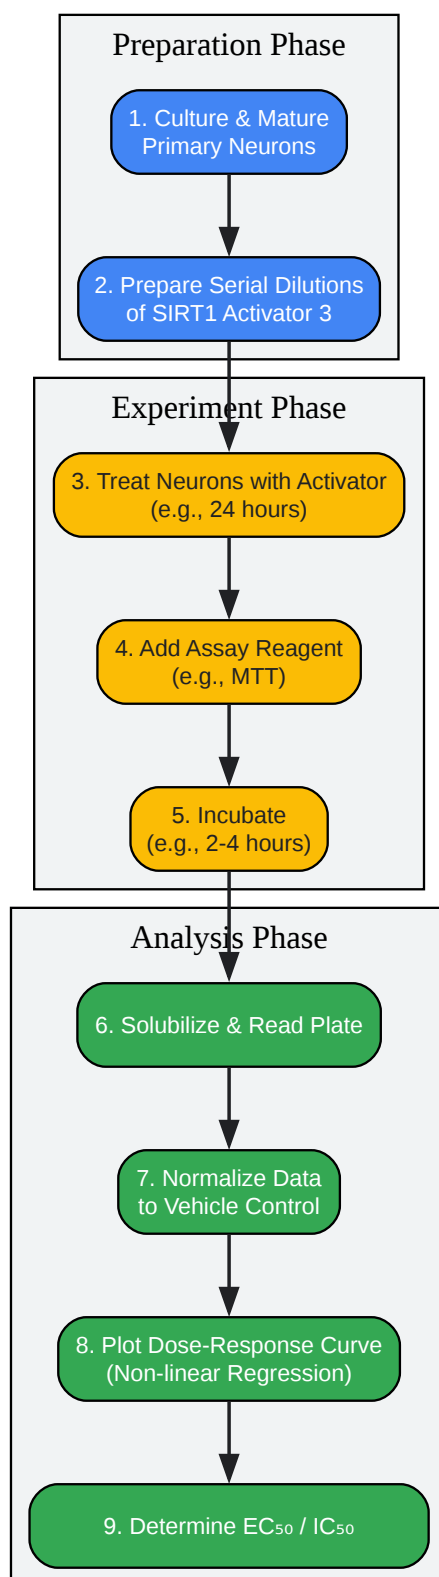 Preparation Phase
1. Culture & Mature
Primary Neurons
2. Prepare Serial Dilutions
of SIRT1 Activator 3
Experiment Phase
3. Treat Neurons with Activator
(e.g., 24 hours)
4. Add Assay Reagent
(e.g., MTT)
5. Incubate
(e.g., 2-4 hours)
Analysis Phase
6. Solubilize & Read Plate
7. Normalize Data
to Vehicle Control
8. Plot Dose-Response Curve
(Non-linear Regression)
9. Determine EC₅₀ / IC₅₀